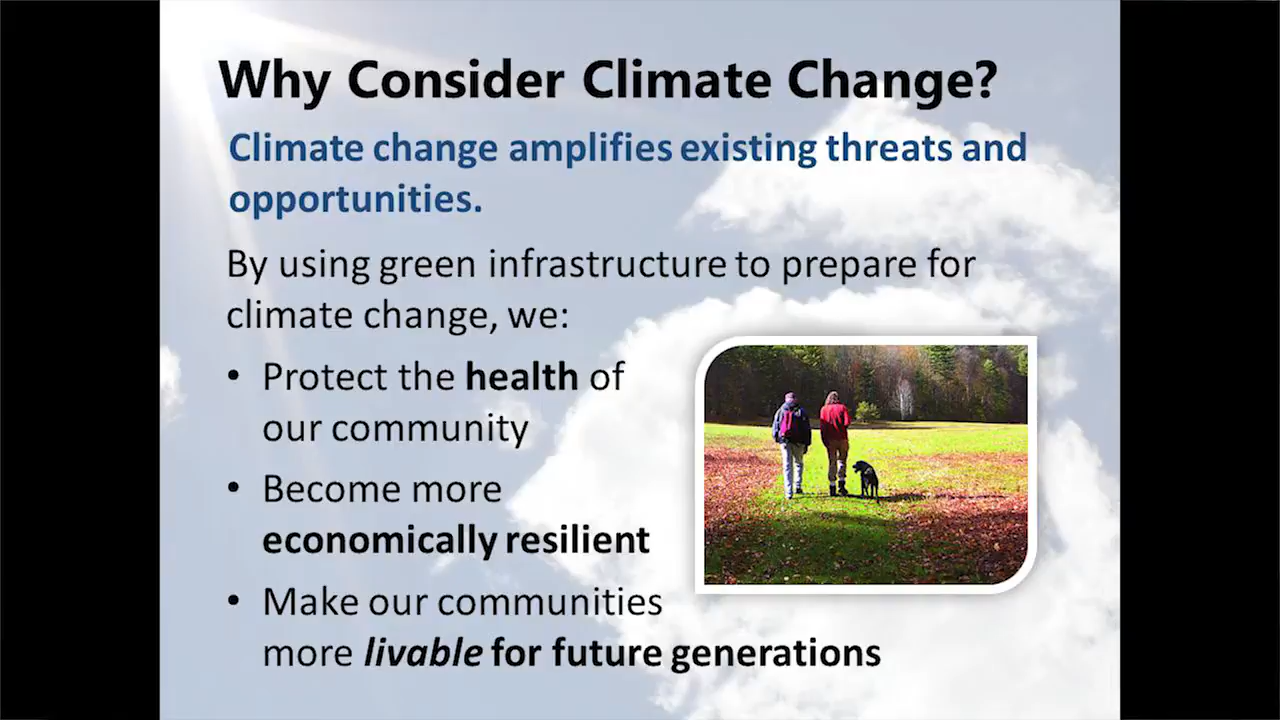 Why Consider Climate Change?
Climate change amplifies existing threats and
opportunities.
By using green infrastructure to prepare for
climate change, we:
• Protect the health of
our community
• Become more
economically resilient
• Make our communities
more livable for future generations